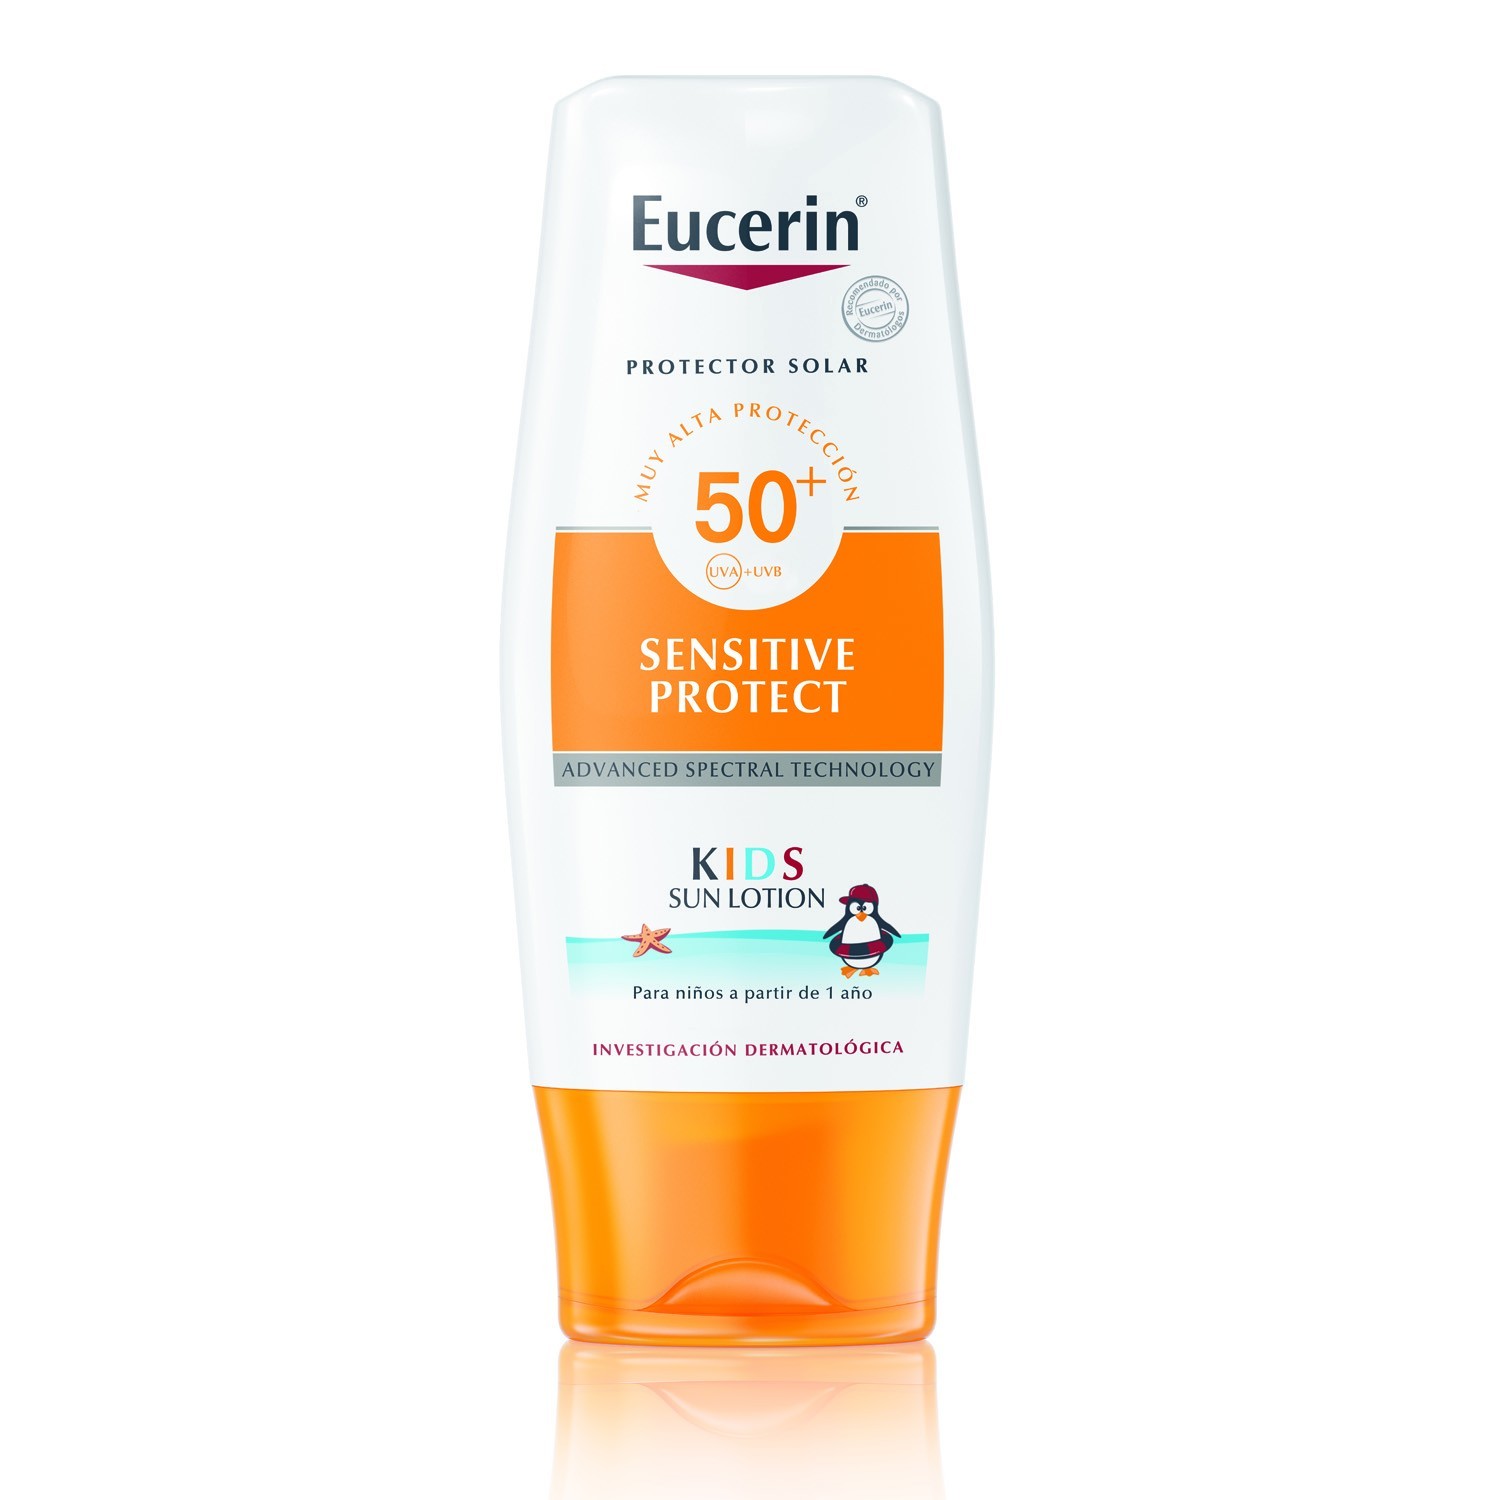 Eucerin®
Recomendado por
Eucerin
Dermatólogos
PROTECTOR SOLAR
MUY ALTA PROTECCIÓN
50+
UVA+UVB
SENSITIVE
PROTECT
ADVANCED SPECTRAL TECHNOLOGY
KIDS
SUN LOTION
Para niños a partir de 1 año
INVESTIGACIÓN DERMATOLÓGICA